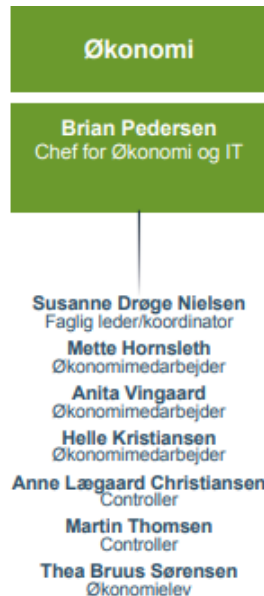 Økonomi
Brian Pedersen
Chef for Økonomi og IT
Susanne Drøge Nielsen
Faglig leder/koordinator
Mette Hornsleth
Økonomimedarbejder
Anita Vingaard
Økonomimedarbejder
Helle Kristiansen
Økonomimedarbejder
Anne Lægaard Christiansen
Controller
Martin Thomsen
Controller
Thea Bruus Sørensen
Økonomielev